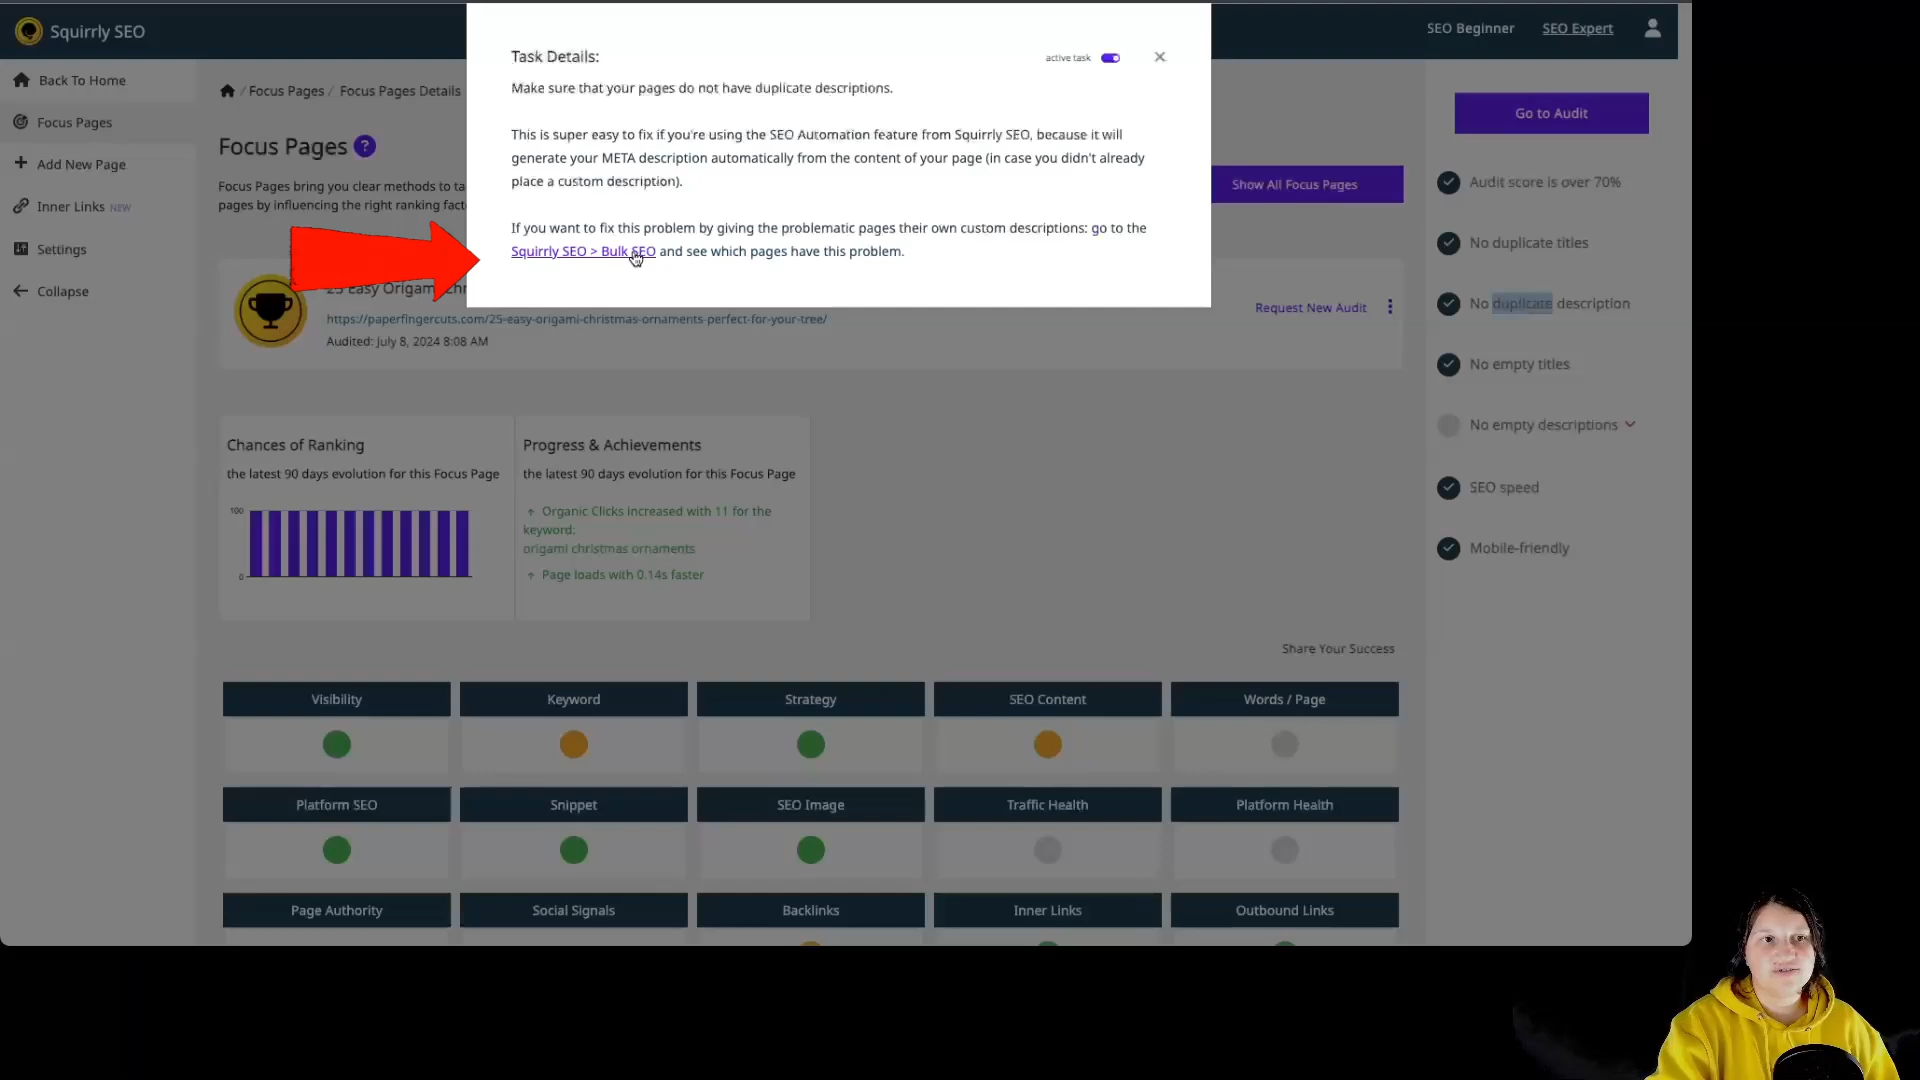 Squirrly SEO
SEO Beginner
SEO Expert
Back To Home
Focus Pages
Add New Page
Inner Links NEW
Settings
Collapse
/ Focus Pages / Focus Pages Details
Focus Pages ?
Focus Pages bring you clear methods to ta
pages by influencing the right ranking fact
Task Details:
active task
Make sure that your pages do not have duplicate descriptions.
This is super easy to fix if you're using the SEO Automation feature from Squirrly SEO, because it will
generate your META description automatically from the content of your page (in case you didn't already
place a custom description).
If you want to fix this problem by giving the problematic pages their own custom descriptions: go to the
Squirrly SEO > Bulk SEO and see which pages have this problem.
Show All Focus Pages
25 Easy Origami Chr
https://paperfingercuts.com/25-easy-origami-christmas-ornaments-perfect-for-your-tree/
Audited: July 8, 2024 8:08 AM
Request New Audit
Chances of Ranking
the latest 90 days evolution for this Focus Page
100
0
Progress & Achievements
the latest 90 days evolution for this Focus Page
Organic Clicks increased with 11 for the
keyword:
origami christmas ornaments
Page loads with 0.14s faster
Share Your Success
Visibility
Keyword
Strategy
SEO Content
Words / Page
Platform SEO
Snippet
SEO Image
Traffic Health
Platform Health
Page Authority
Social Signals
Backlinks
Inner Links
Outbound Links
Go to Audit
Audit score is over 70%
No duplicate titles
No duplicate description
No empty titles
No empty descriptions
SEO speed
Mobile-friendly